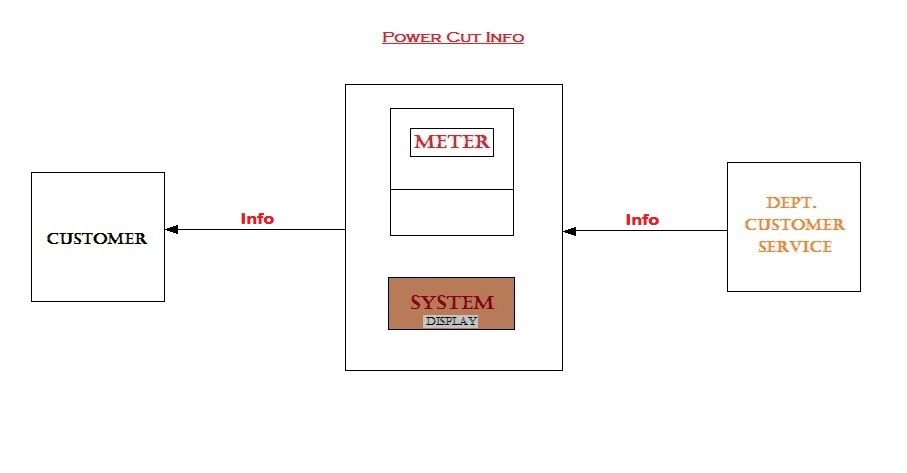 Power Cut Info
METER
Info
Info
CUSTOMER
DEPT.
CUSTOMER
SERVICE
SYSTEM
DISPLAY